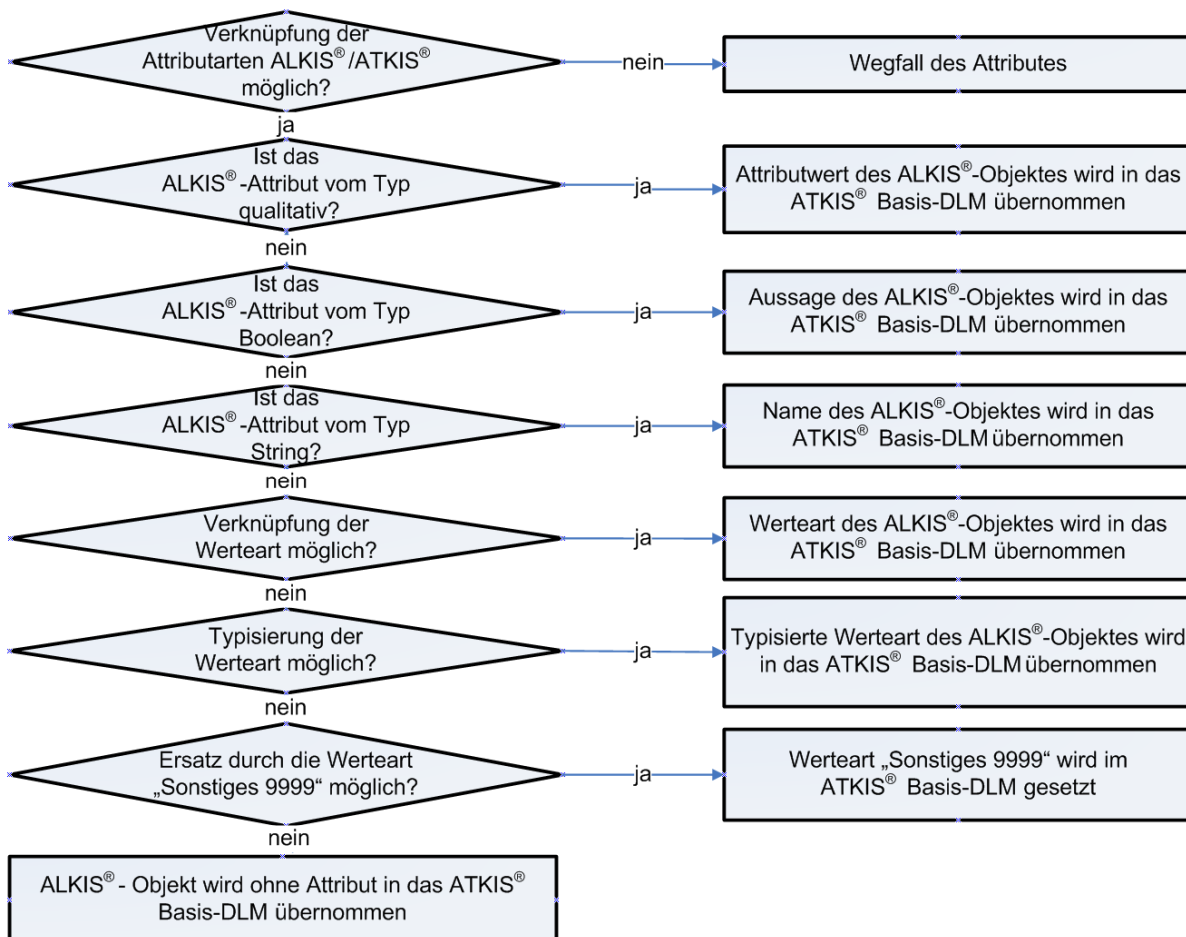 Verknüpfung der
Attributarten ALKIS®/ATKIS®
möglich?
nein
Wegfall des Attributes
ja
Ist das
ALKIS®-Attribut vom Typ
qualitativ?
ja
Attributwert des ALKIS®-Objektes wird in das
ATKIS® Basis-DLM übernommen
nein
Ist das
ALKIS®-Attribut vom Typ
Boolean?
ja
Aussage des ALKIS®-Objektes wird in das
ATKIS® Basis-DLM übernommen
nein
Ist das
ALKIS®-Attribut vom Typ
String?
ja
Name des ALKIS®-Objektes wird in das
ATKIS® Basis-DLM übernommen
nein
Verknüpfung der
Werteart möglich?
ja
Werteart des ALKIS®-Objektes wird in das
ATKIS® Basis-DLM übernommen
nein
Typisierung der
Werteart möglich?
ja
Typisierte Werteart des ALKIS®-Objektes wird
in das ATKIS® Basis-DLM übernommen
nein
Ersatz durch die Werteart
„Sonstiges 9999“ möglich?
ja
Werteart „Sonstiges 9999“ wird im
ATKIS® Basis-DLM gesetzt
nein
ALKIS® - Objekt wird ohne Attribut in das ATKIS®
Basis-DLM übernommen